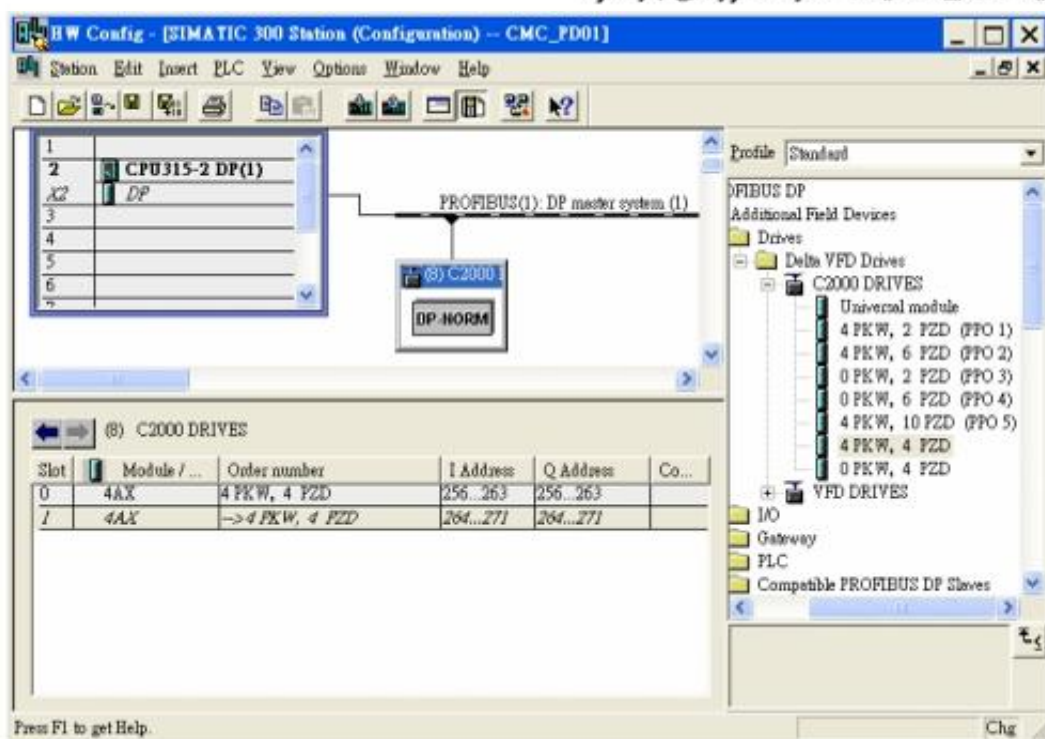 HW Config - [SIMATIC 300 Station (Configuration) -- CMC_PD01]
Station Edit Insert PLC View Options Window Help
1
2 CPU315-2 DP(1)
X2 DP
3
4
5
6
PROFIBUS(1): DP master system (1)
(8) C2000
DP-NORM
Profile Standard
OFIBUS DP
Additional Field Devices
Drives
Delta VFD Drives
C2000 DRIVES
Universal module
4 PKW, 2 PZD (PPO 1)
4 PKW, 6 PZD (PPO 2)
0 PKW, 2 PZD (PPO 3)
0 PKW, 6 PZD (PPO 4)
4 PKW, 10 PZD (PPO 5)
4 PKW, 4 PZD
0 PKW, 4 PZD
VFD DRIVES
I/O
Gateway
PLC
Compatible PROFIBUS DP Slaves
(8) C2000 DRIVES
Slot Module / ... Order number I Address Q Address Co...
0 4AX 4 PKW, 4 PZD 256...263 256...263
1 4AX -->4 PKW, 4 PZD 264...271 264...271
Press F1 to get Help.
Chg